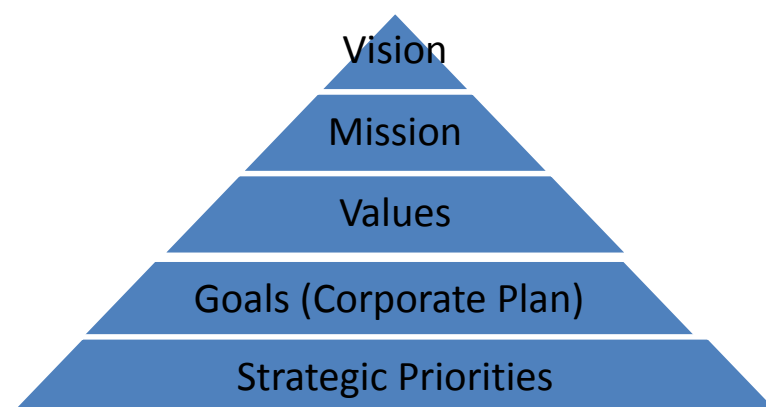 Vision
Mission
Values
Goals (Corporate Plan)
Strategic Priorities